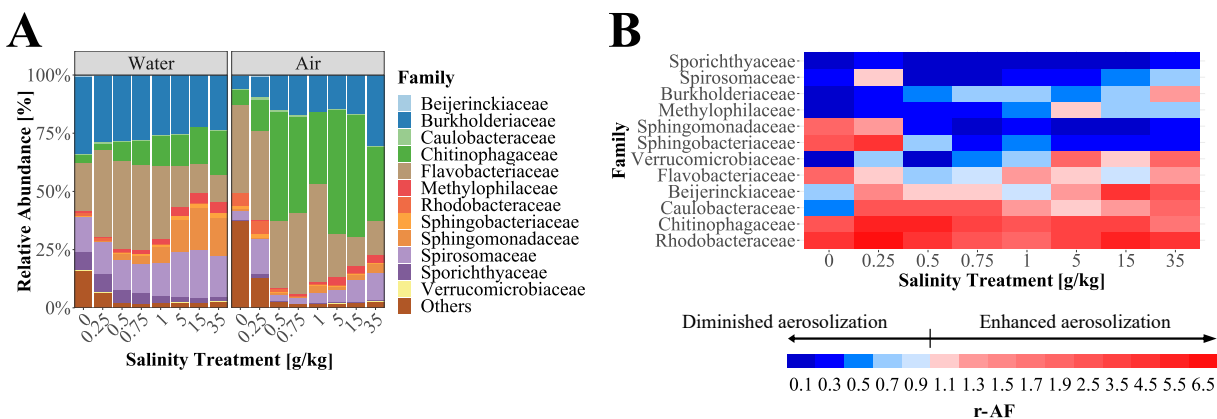 A
Water
Air
Relative Abundance [%]
100%
75%
50%
25%
0%
0
0.25
0.5
0.75
1
5
15
35
0
0.25
0.5
0.75
1
5
15
35
Salinity Treatment [g/kg]
Family
Beijerinckiaceae
Burkholderiaceae
Caulobacteraceae
Chitinophagaceae
Flavobacteriaceae
Methylophilaceae
Rhodobacteraceae
Sphingobacteriaceae
Sphingomonadaceae
Spirosomaceae
Sporichthyaceae
Verrucomicrobiaceae
Others
B
Family
Sporichthyaceae
Spirosomaceae
Burkholderiaceae
Methylophilaceae
Sphingomonadaceae
Sphingobacteriaceae
Verrucomicrobiaceae
Flavobacteriaceae
Beijerinckiaceae
Caulobacteraceae
Chitinophagaceae
Rhodobacteraceae
0 0.25 0.5 0.75 1 5 15 35
Salinity Treatment [g/kg]
Diminished aerosolization Enhanced aerosolization
0.1 0.3 0.5 0.7 0.9 1.1 1.3 1.5 1.7 1.9 2.5 3.5 4.5 5.5 6.5
r-AF